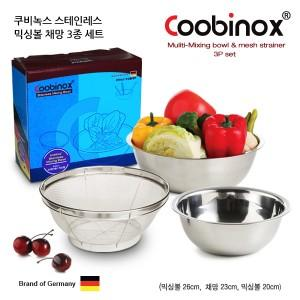 쿠비녹스 스테인레스
믹싱볼 채망 3종 세트
Coobinox®
Multi-Mixing bowl & mesh strainer
3P set
Coobinox
Brand of Germany
(믹싱볼 26cm, 채망 23cm, 믹싱볼 20cm)